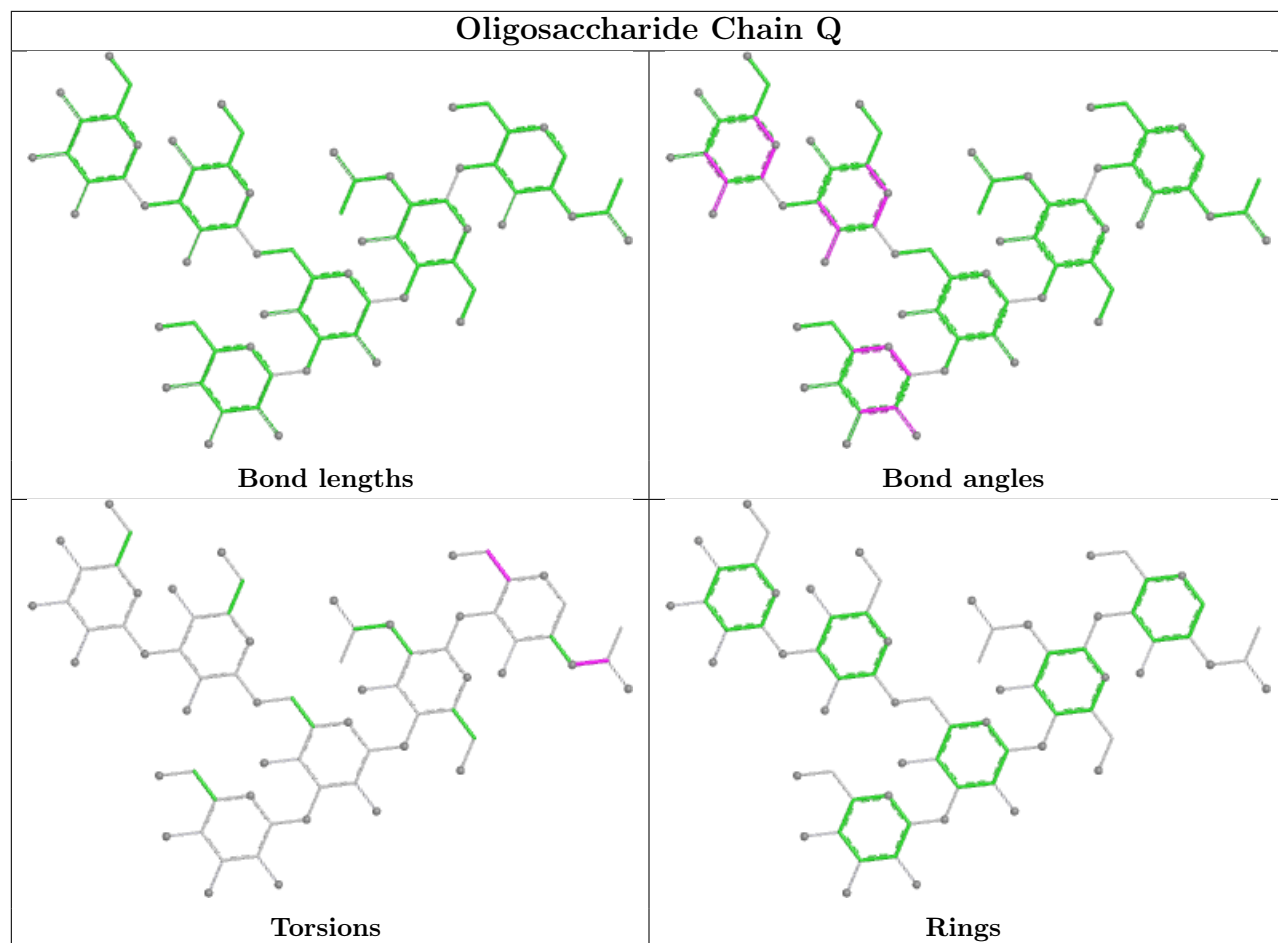 Oligosaccharide Chain Q
Bond lengths
Bond angles
Torsions
Rings